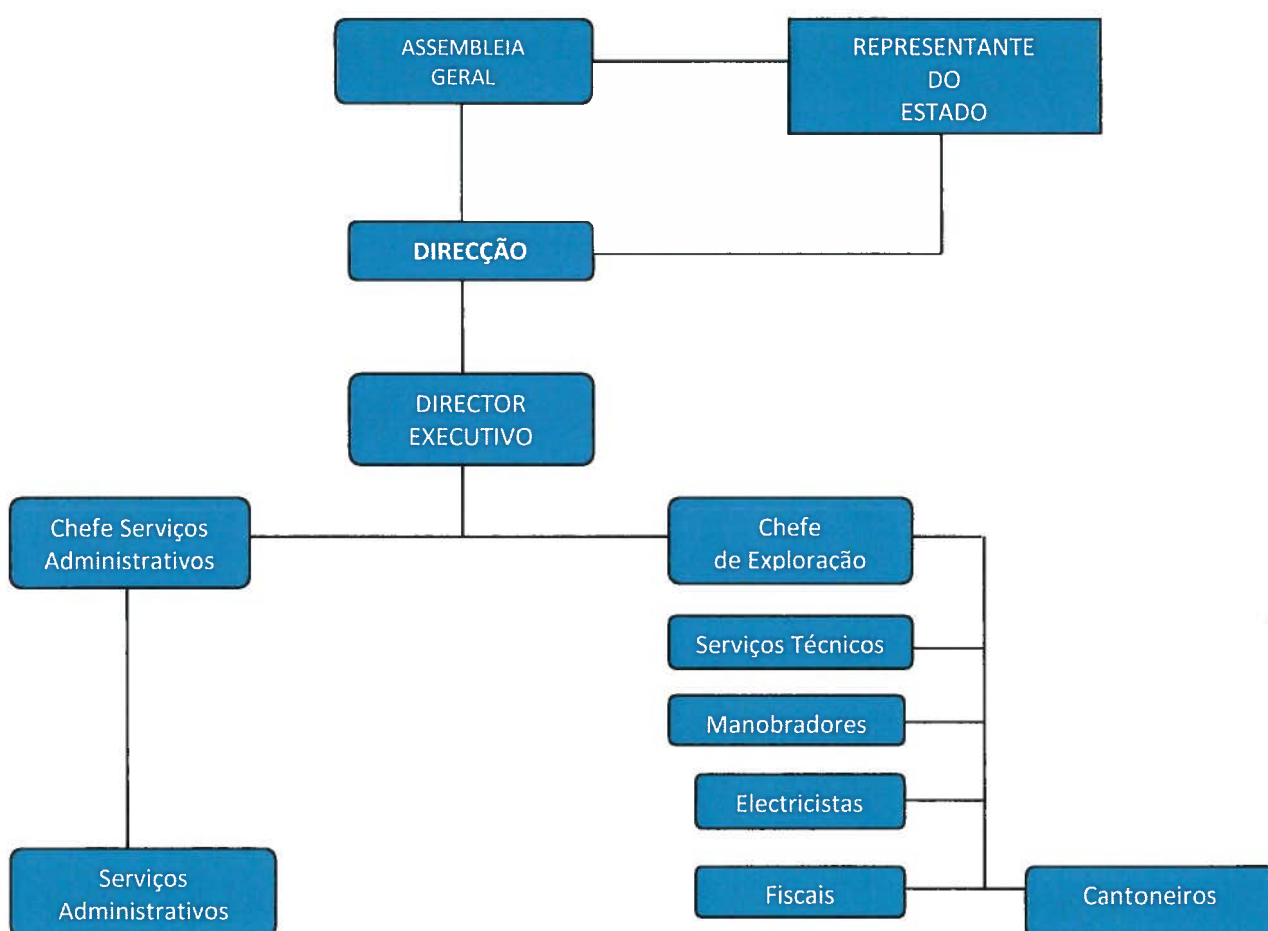 ASSEMBLEIA
GERAL
REPRESENTANTE
DO
ESTADO
DIRECÇÃO
DIRECTOR
EXECUTIVO
Chefe Serviços
Administrativos
Chefe
de Exploração
Serviços Técnicos
Manobradores
Electricistas
Fiscais
Cantoneiros
Serviços
Administrativos